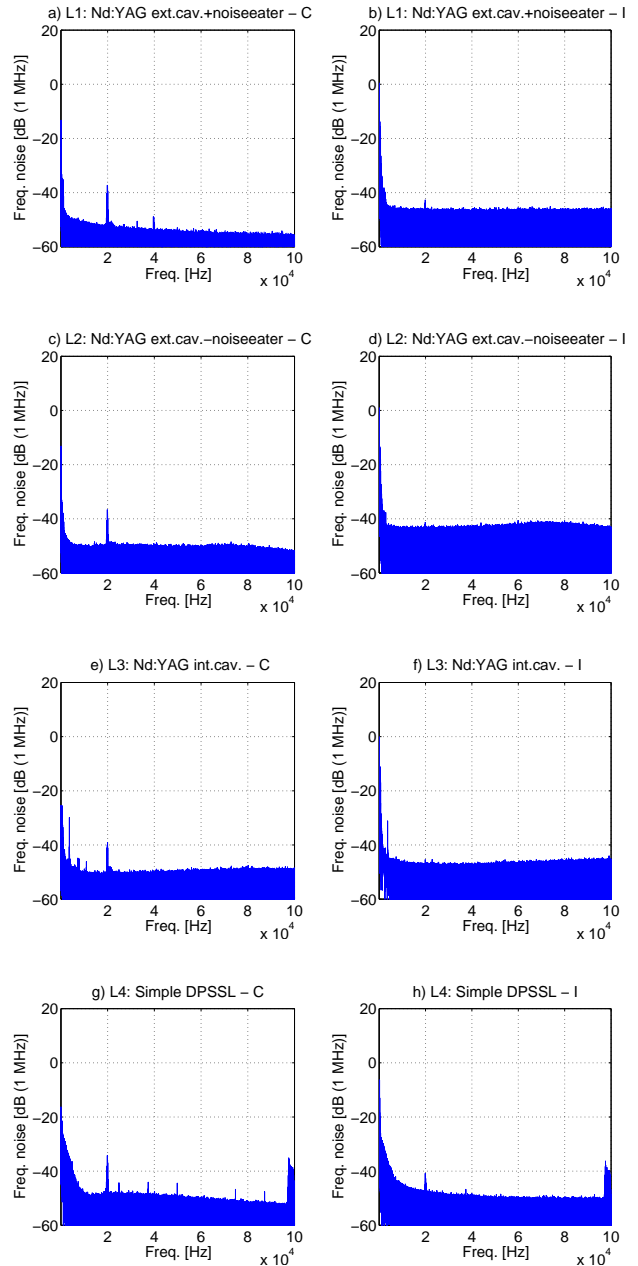 a) L1: Nd:YAG ext.cav.+noiseeater − C
20
0
−20
−40
−60
Freq. noise [dB (1 MHz)]
0 2 4 6 8 10
Freq. [Hz]
x 10^4
b) L1: Nd:YAG ext.cav.+noiseeater − I
20
0
−20
−40
−60
Freq. noise [dB (1 MHz)]
2 4 6 8 10
Freq. [Hz]
x 10^4
c) L2: Nd:YAG ext.cav.−noiseeater − C
20
0
−20
−40
−60
Freq. noise [dB (1 MHz)]
0 2 4 6 8 10
Freq. [Hz]
x 10^4
d) L2: Nd:YAG ext.cav.−noiseeater − I
20
0
−20
−40
−60
Freq. noise [dB (1 MHz)]
2 4 6 8 10
Freq. [Hz]
x 10^4
e) L3: Nd:YAG int.cav. − C
20
0
−20
−40
−60
Freq. noise [dB (1 MHz)]
0 2 4 6 8 10
Freq. [Hz]
x 10^4
f) L3: Nd:YAG int.cav. − I
20
0
−20
−40
−60
Freq. noise [dB (1 MHz)]
2 4 6 8 10
Freq. [Hz]
x 10^4
g) L4: Simple DPSSL − C
20
0
−20
−40
−60
Freq. noise [dB (1 MHz)]
0 2 4 6 8 10
Freq. [Hz]
x 10^4
h) L4: Simple DPSSL − I
20
0
−20
−40
−60
Freq. noise [dB (1 MHz)]
2 4 6 8 10
Freq. [Hz]
x 10^4